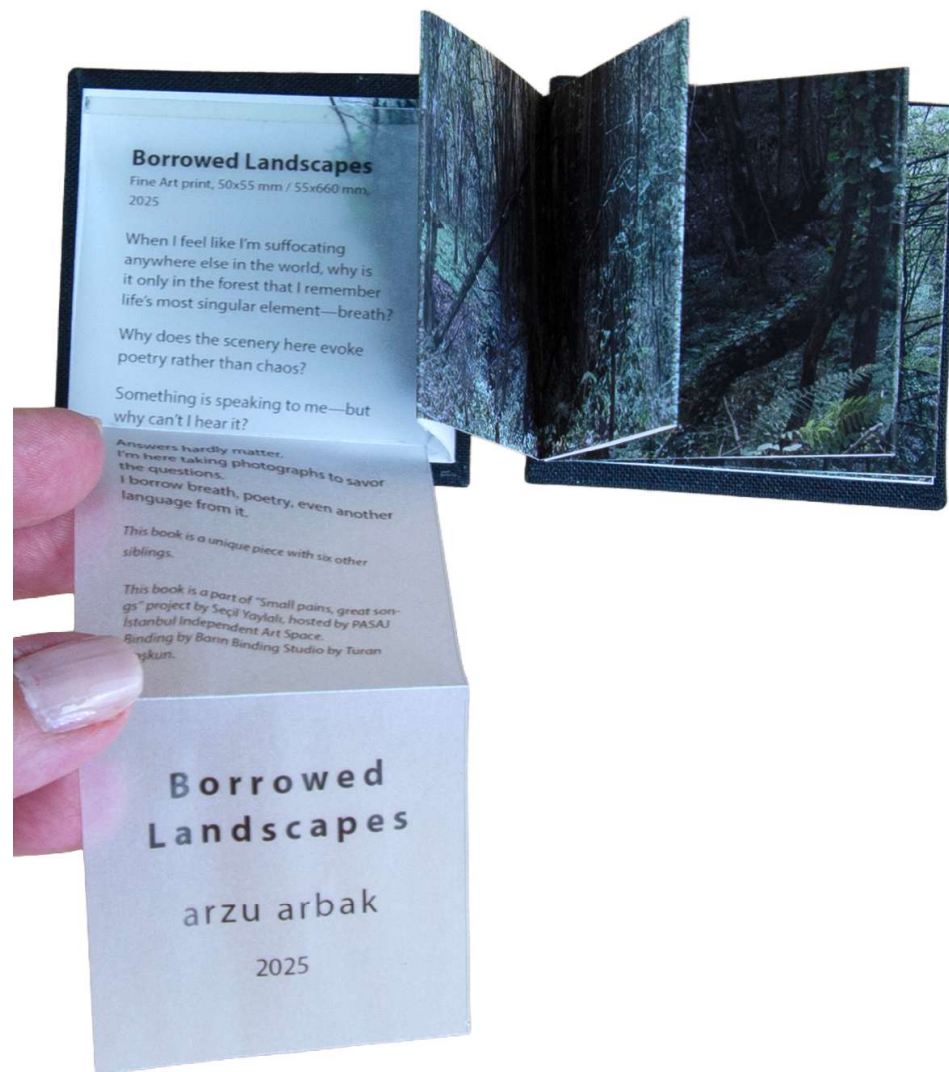 Borrowed Landscapes
Fine Art print, 50x55 mm / 55x660 mm,
2025
When I feel like I'm suffocating
anywhere else in the world, why is
it only in the forest that I remember
life's most singular element—breath?
Why does the scenery here evoke
poetry rather than chaos?
Something is speaking to me—but
why can't I hear it?
Answers hardly matter.
I'm here taking photographs to savor
the questions.
I borrow breath, poetry, even another
language from it.
This book is a unique piece with six other
siblings.
This book is a part of "Small pains, great son-
gs" project by Seçil Yaylalı, hosted by PASAJ
İstanbul Independent Art Space.
Binding by Barın Binding Studio by Turan
Borrowed
Landscapes
arzu arbak
2025